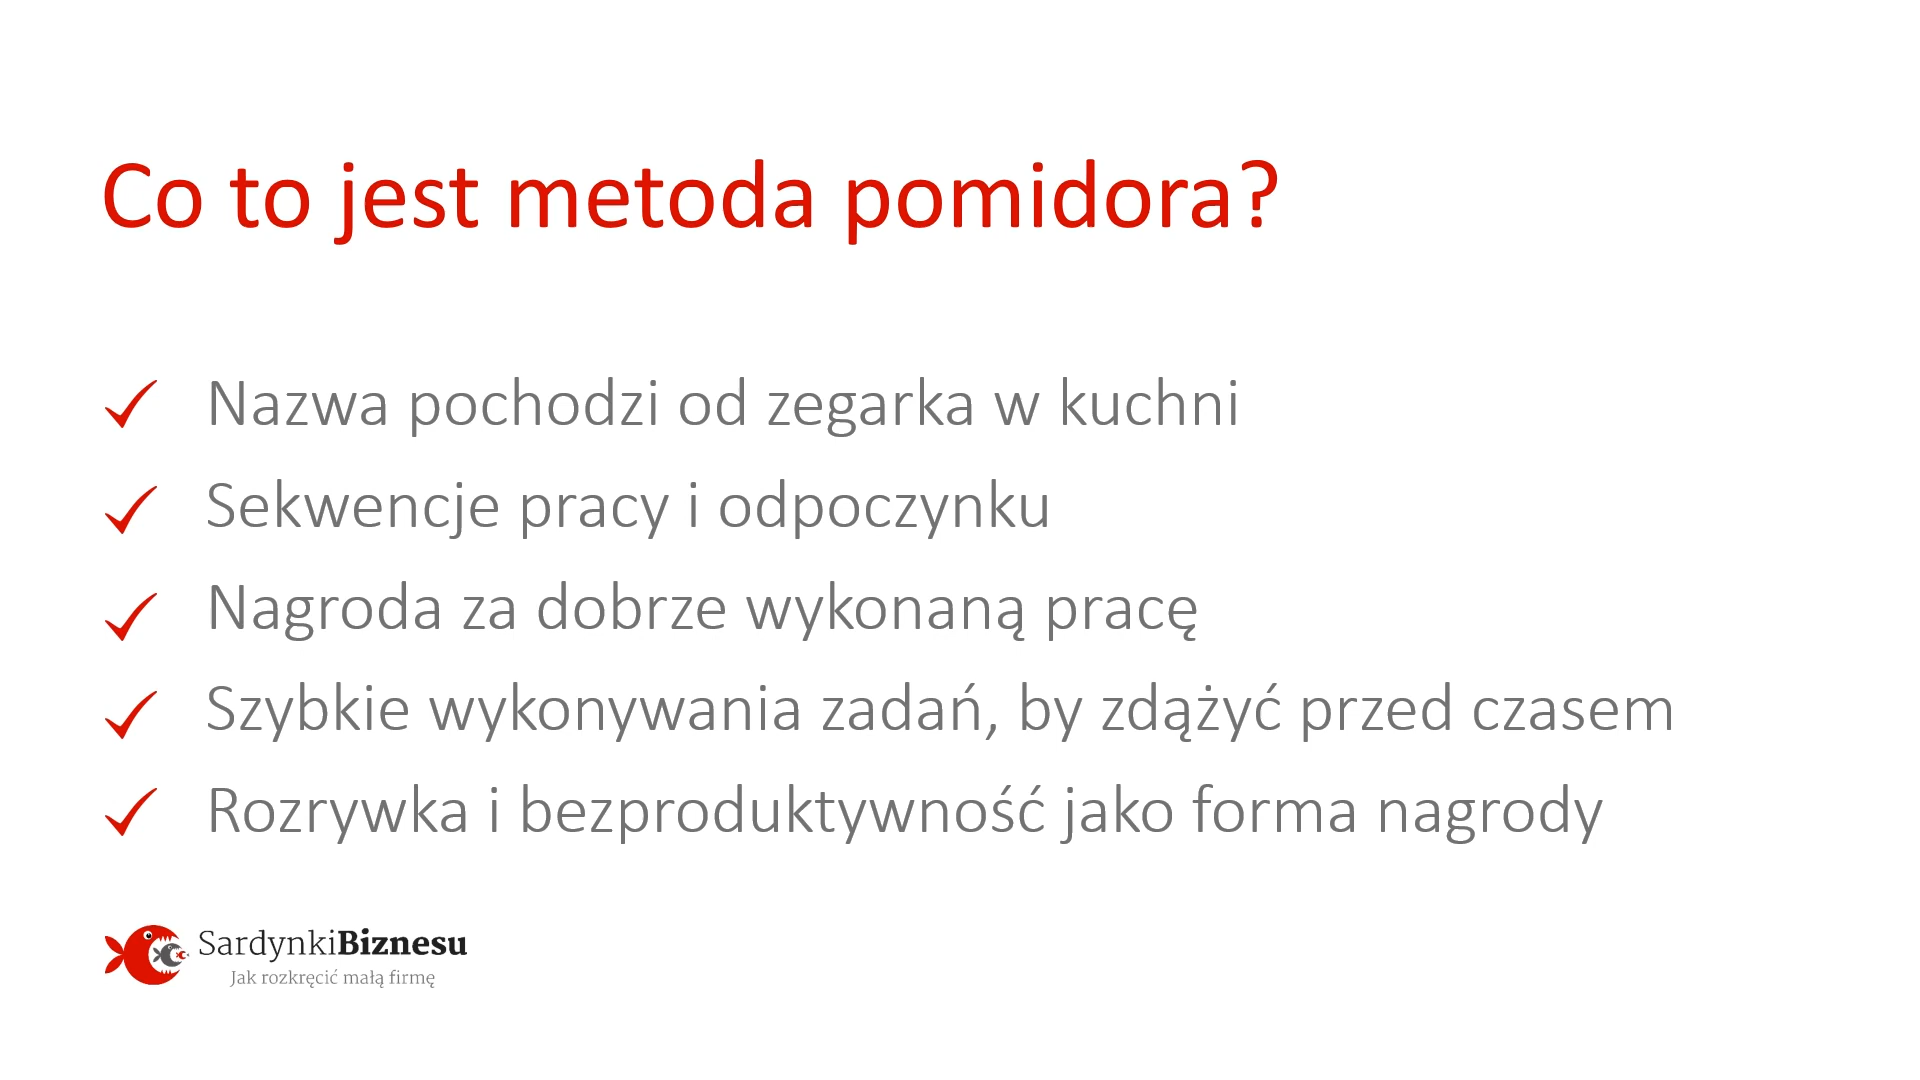 Co to jest metoda pomidora?
Nazwa pochodzi od zegarka w kuchni
Sekwencje pracy i odpoczynku
Nagroda za dobrze wykonaną pracę
Szybkie wykonywania zadań, by zdążyć przed czasem
Rozrywka i bezproduktywność jako forma nagrody
SardynkiBiznesu
Jak rozkręcić małą firmę